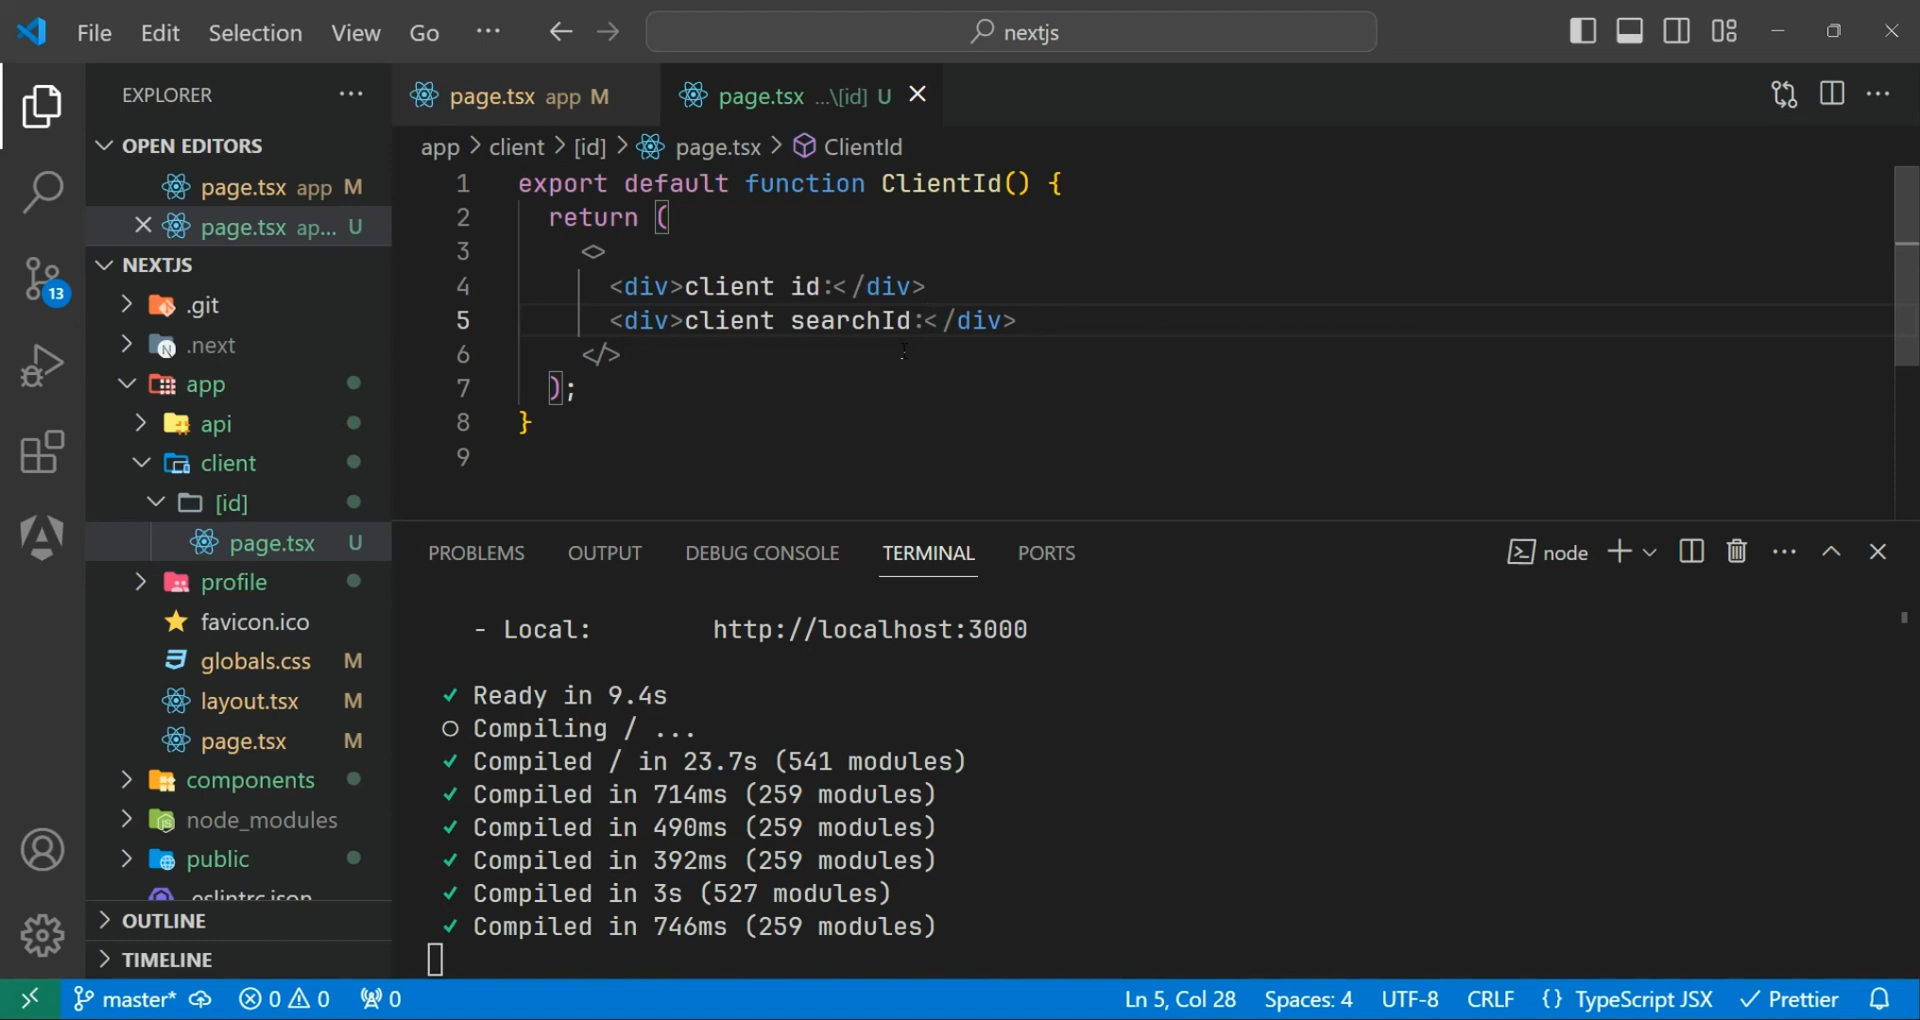 File Edit Selection View Go ··· nextjs
EXPLORER ···
OPEN EDITORS
page.tsx app M
page.tsx ap... U
NEXTJS
.git
.next
app
api
client
[id]
page.tsx U
profile
favicon.ico
globals.css M
layout.tsx M
page.tsx M
components
node_modules
public
.eslintrc.json
OUTLINE
TIMELINE
13
page.tsx app M
page.tsx ...\[id] U
app > client > [id] > page.tsx > ClientId
1 export default function ClientId() {
2 return (
3 <>
4 <div>client id:</div>
5 <div>client searchId:</div>
6 </>
7 );
8 }
9
PROBLEMS OUTPUT DEBUG CONSOLE TERMINAL PORTS node
- Local: http://localhost:3000
✓ Ready in 9.4s
○ Compiling / ...
✓ Compiled / in 23.7s (541 modules)
✓ Compiled in 714ms (259 modules)
✓ Compiled in 490ms (259 modules)
✓ Compiled in 392ms (259 modules)
✓ Compiled in 3s (527 modules)
✓ Compiled in 746ms (259 modules)
master* 0 0 0 Ln 5, Col 28 Spaces: 4 UTF-8 CRLF {} TypeScript JSX ✓ Prettier